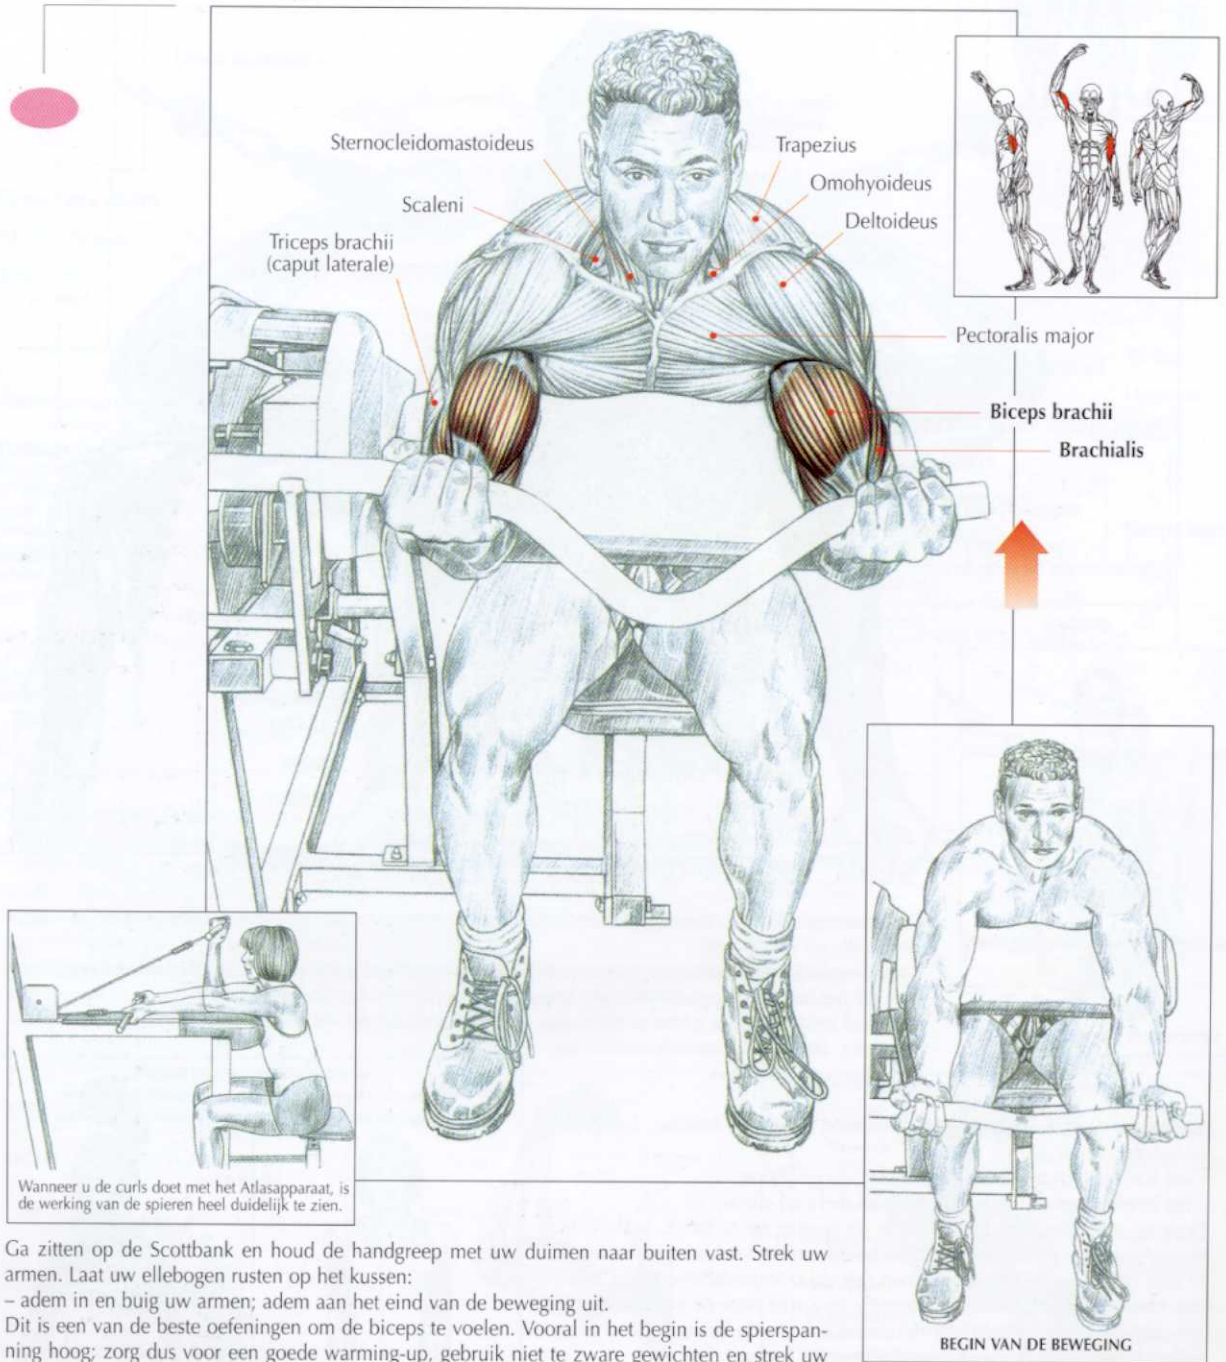 Sternocleidomastoideus
Trapezius
Omohyoideus
Scaleni
Deltoideus
Triceps brachii
(caput laterale)
Pectoralis major
Biceps brachii
Brachialis
Wanneer u de curls doet met het Atlasapparaat, is
de werking van de spieren heel duidelijk te zien.
BEGIN VAN DE BEWEGING
Ga zitten op de Scottbank en houd de handgreep met uw duimen naar buiten vast. Strek uw
armen. Laat uw ellebogen rusten op het kussen:
– adem in en buig uw armen; adem aan het eind van de beweging uit.
Dit is een van de beste oefeningen om de biceps te voelen. Vooral in het begin is de spierspan-
ning hoog; zorg dus voor een goede warming-up, gebruik niet te zware gewichten en strek uw